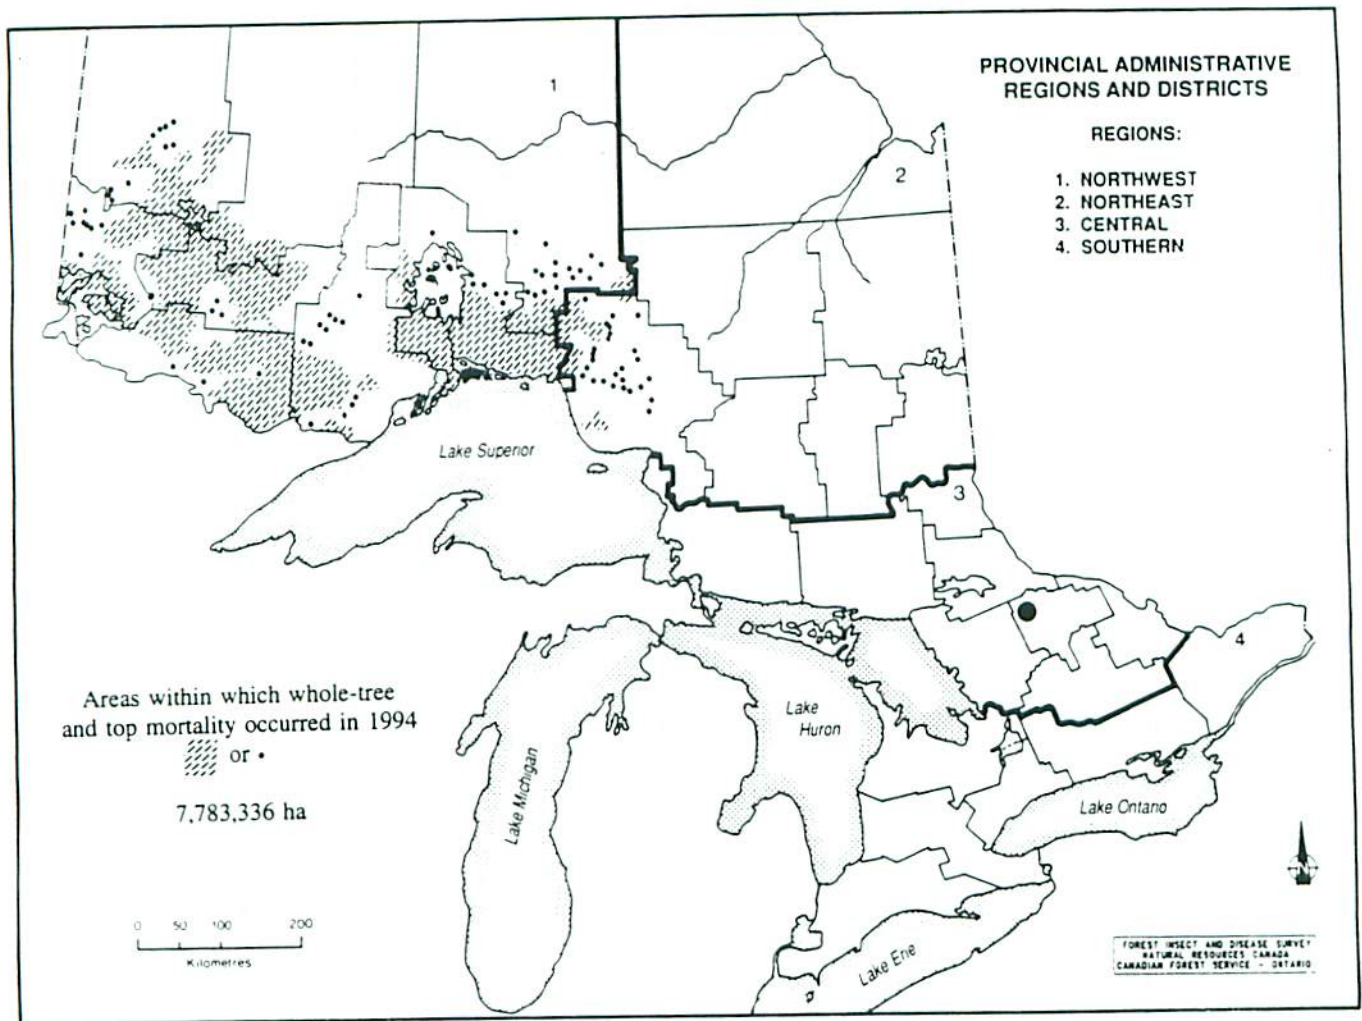 PROVINCIAL ADMINISTRATIVE
REGIONS AND DISTRICTS
REGIONS:
1. NORTHWEST
2. NORTHEAST
3. CENTRAL
4. SOUTHERN
1
2
3
4
Lake Superior
Lake
Huron
Lake Michigan
Lake Ontario
Lake Erie
Areas within which whole-tree
and top mortality occurred in 1994
or •
7,783,336 ha
0 50 100 200
Kilometres
N
FOREST INSECT AND DISEASE SURVEY
NATURAL RESOURCES CANADA
CANADIAN FOREST SERVICE - ONTARIO